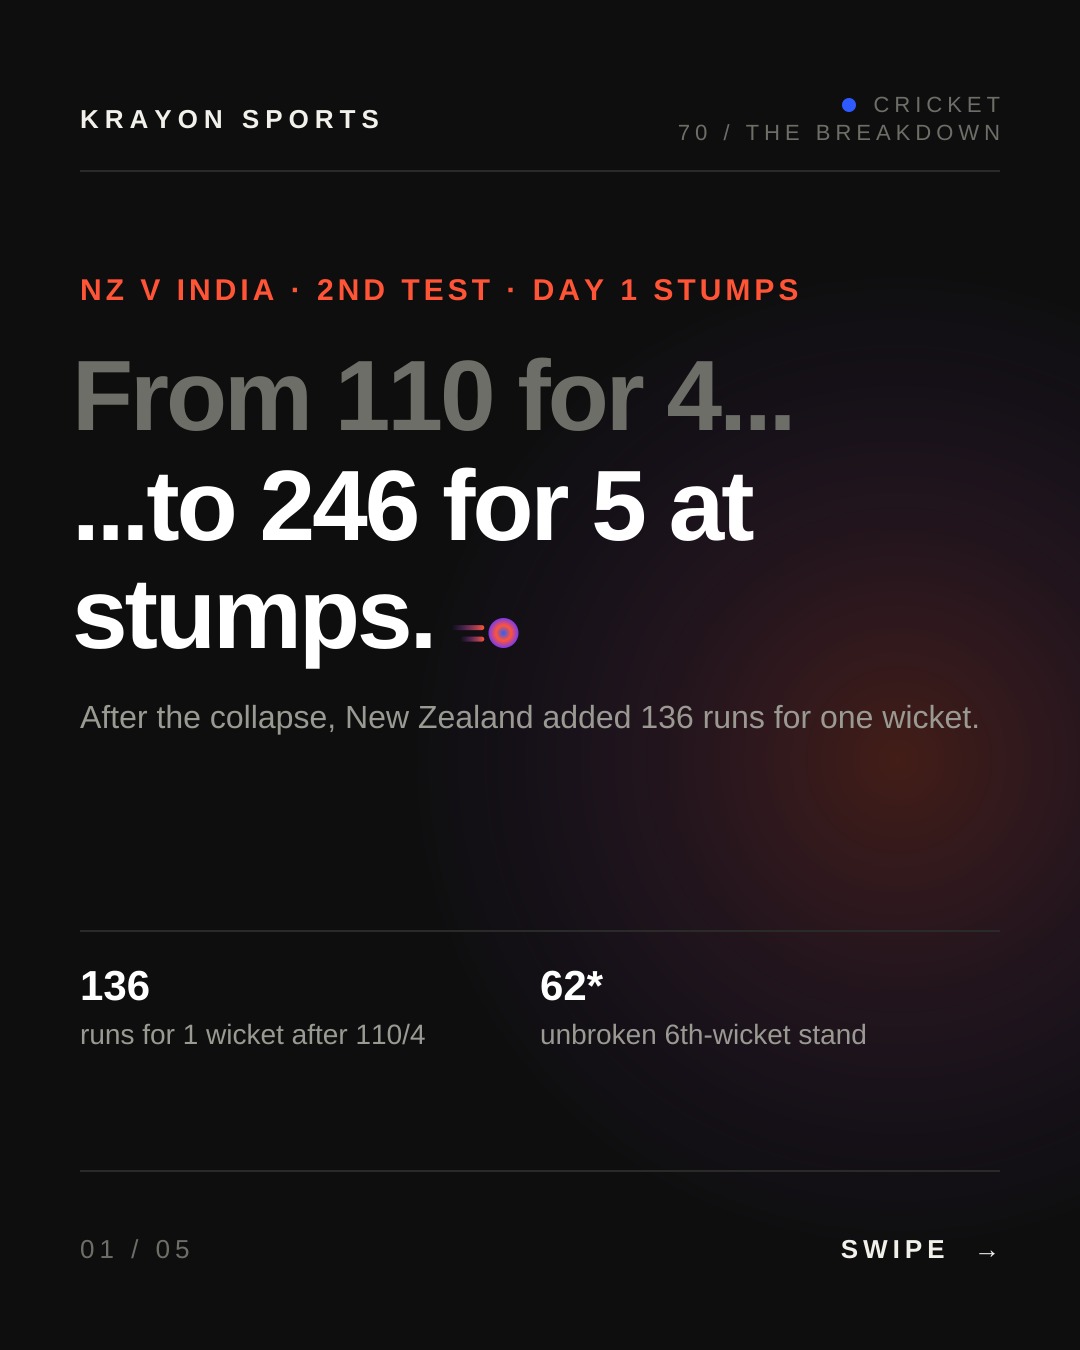 KRAYON SPORTS
CRICKET
70 / THE BREAKDOWN
NZ V INDIA · 2ND TEST · DAY 1 STUMPS
From 110 for 4...
...to 246 for 5 at
stumps.
After the collapse, New Zealand added 136 runs for one wicket.
136
runs for 1 wicket after 110/4
62*
unbroken 6th-wicket stand
01 / 05
SWIPE →